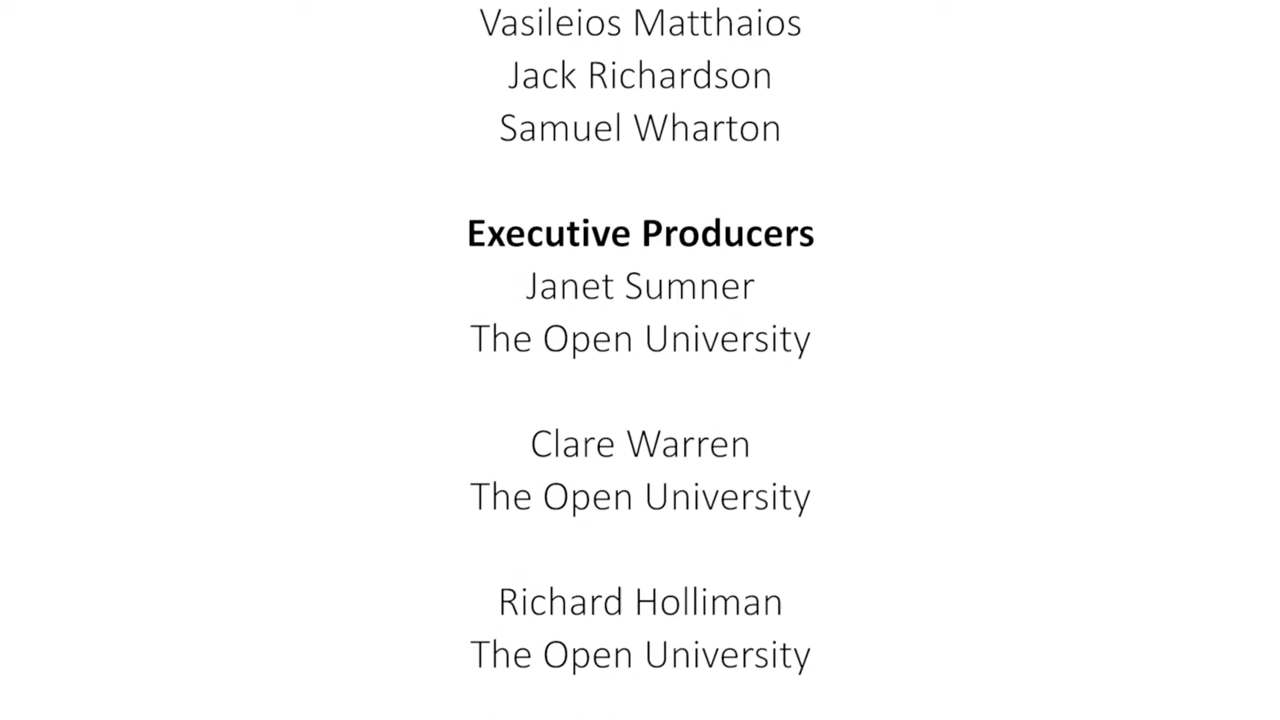 Vasileios Matthaios
Jack Richardson
Samuel Wharton
Executive Producers
Janet Sumner
The Open University
Clare Warren
The Open University
Richard Holliman
The Open University